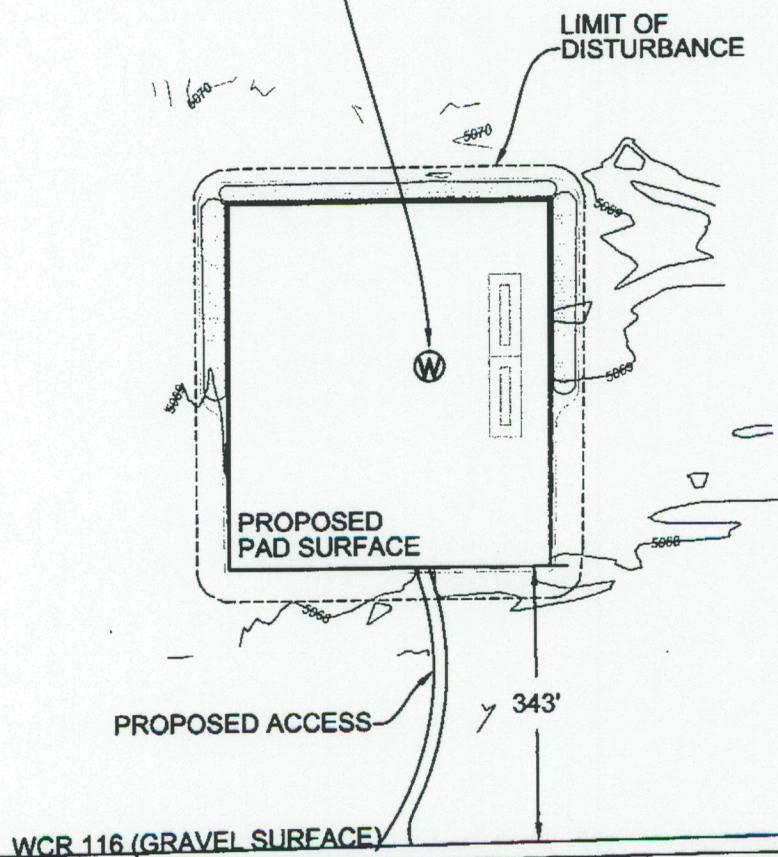 LIMIT OF
DISTURBANCE
5070
5070
5069
W
5069
5069
PROPOSED
PAD SURFACE
5068
5068
PROPOSED ACCESS
343'
WCR 116 (GRAVEL SURFACE)